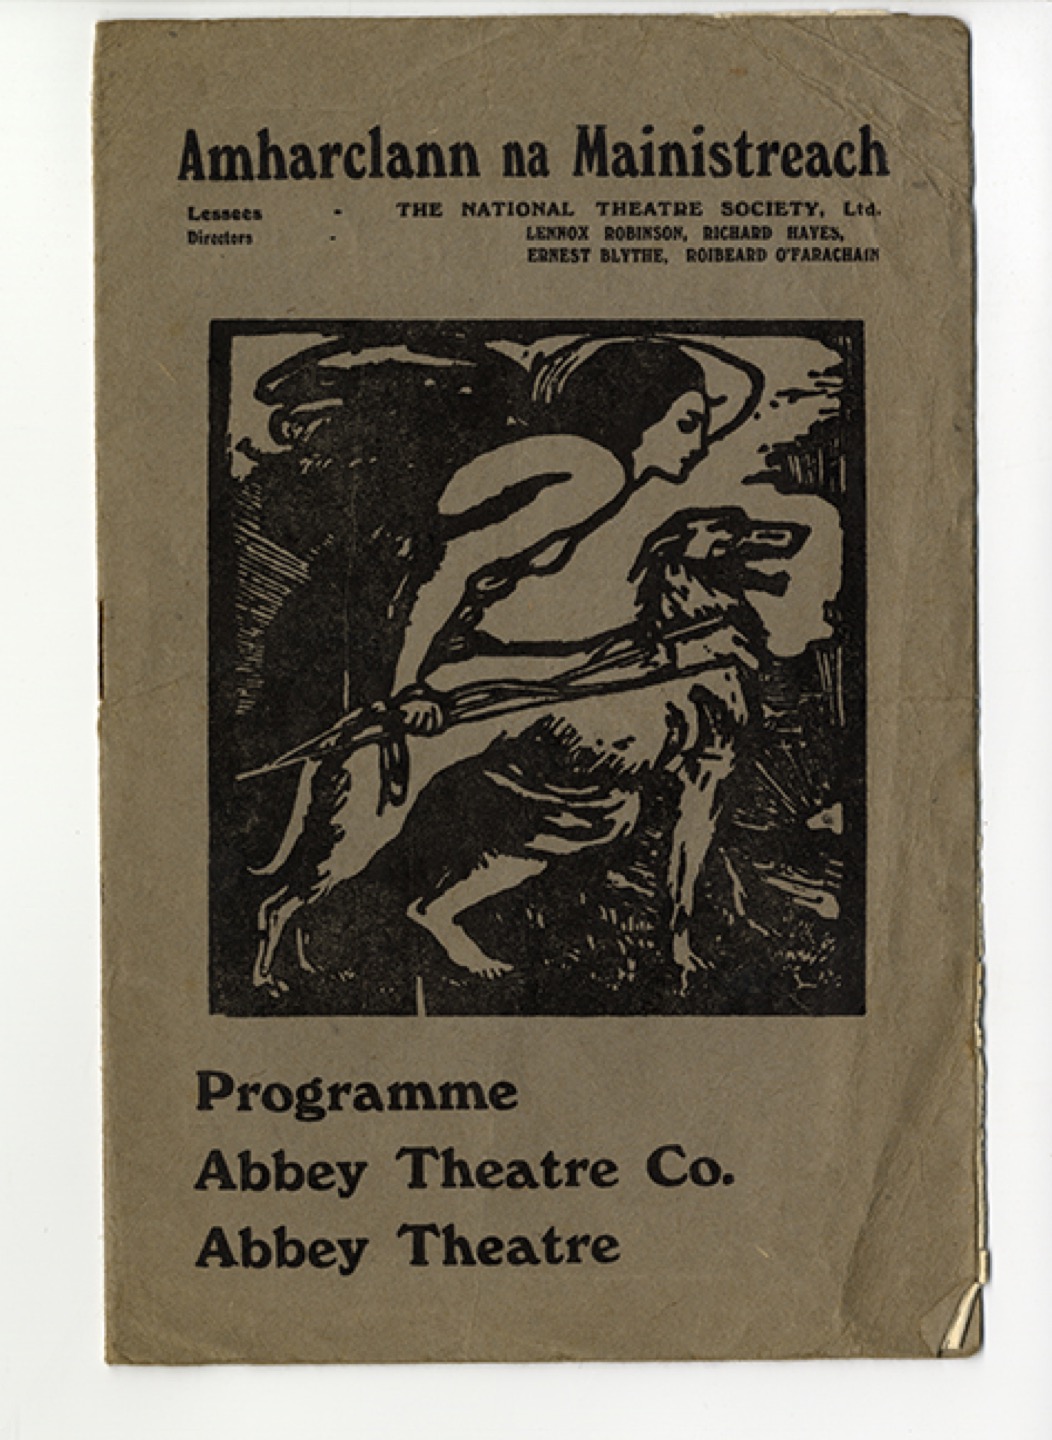 Amharclann na Mainistreach
Lessees - THE NATIONAL THEATRE SOCIETY, Ltd.
Directors - LENNOX ROBINSON, RICHARD HAYES,
ERNEST BLYTHE, ROIBEARD O'FARACHAIN
Programme
Abbey Theatre Co.
Abbey Theatre